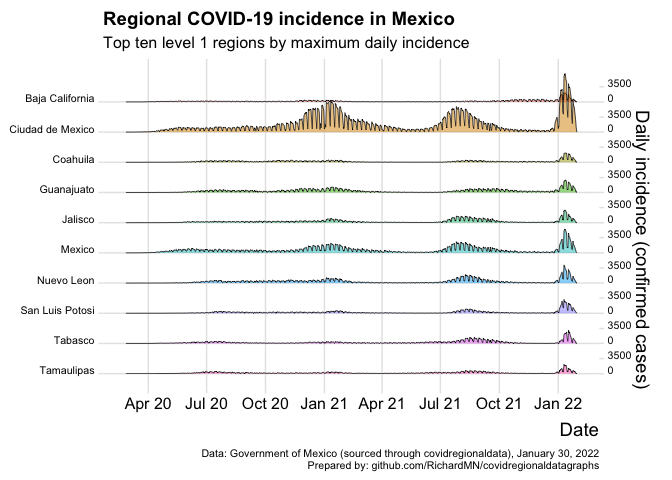 Regional COVID-19 incidence in Mexico
Top ten level 1 regions by maximum daily incidence
3500
Baja California 0
3500
Ciudad de Mexico 0
3500
Coahuila 0
3500
Guanajuato 0
3500
Jalisco 0
3500
Mexico 0
3500
Nuevo Leon 0
3500
San Luis Potosi 0
3500
Tabasco 0
3500
Tamaulipas 0
Daily incidence (confirmed cases)
Apr 20 Jul 20 Oct 20 Jan 21 Apr 21 Jul 21 Oct 21 Jan 22
Date
Data: Government of Mexico (sourced through covidregionaldata), January 30, 2022
Prepared by: github.com/RichardMN/covidregionaldatagraphs